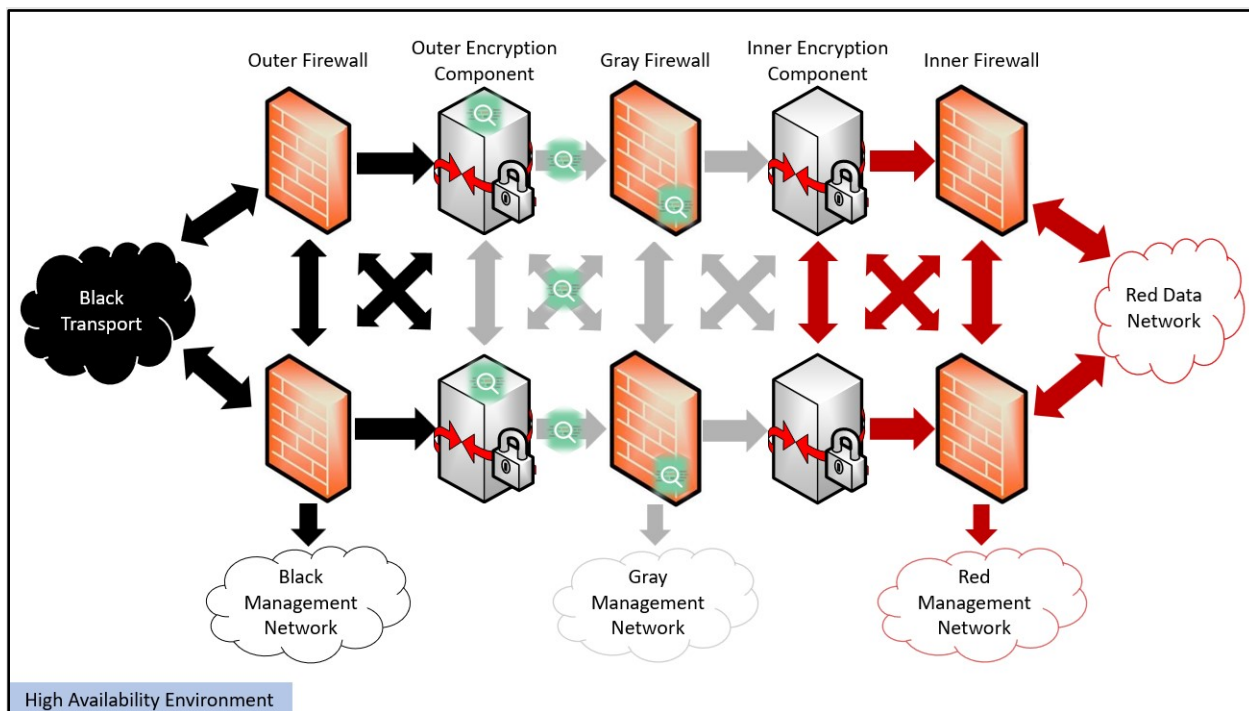 Outer Firewall
Outer Encryption
Component
Gray Firewall
Inner Encryption
Component
Inner Firewall
Black
Transport
Red Data
Network
Black
Management
Network
Gray
Management
Network
Red
Management
Network
High Availability Environment